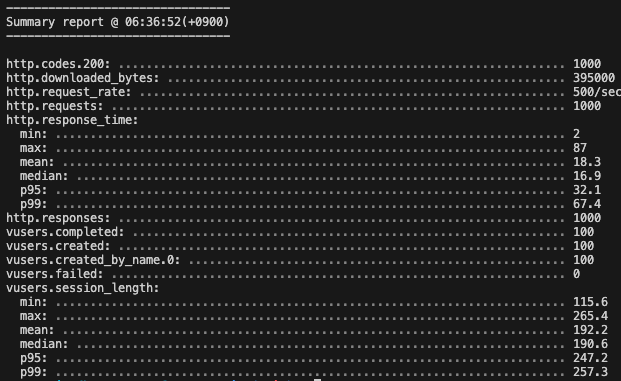 --------------------------------
Summary report @ 06:36:52(+0900)
--------------------------------
http.codes.200: ................................................................ 1000
http.downloaded_bytes: ......................................................... 395000
http.request_rate: ............................................................. 500/sec
http.requests: ................................................................. 1000
http.response_time:
  min: ......................................................................... 2
  max: ......................................................................... 87
  mean: ........................................................................ 18.3
  median: ...................................................................... 16.9
  p95: ......................................................................... 32.1
  p99: ......................................................................... 67.4
http.responses: ................................................................ 1000
vusers.completed: .............................................................. 100
vusers.created: ................................................................ 100
vusers.created_by_name.0: ...................................................... 100
vusers.failed: ................................................................. 0
vusers.session_length:
  min: ......................................................................... 115.6
  max: ......................................................................... 265.4
  mean: ........................................................................ 192.2
  median: ...................................................................... 190.6
  p95: ......................................................................... 247.2
  p99: ......................................................................... 257.3